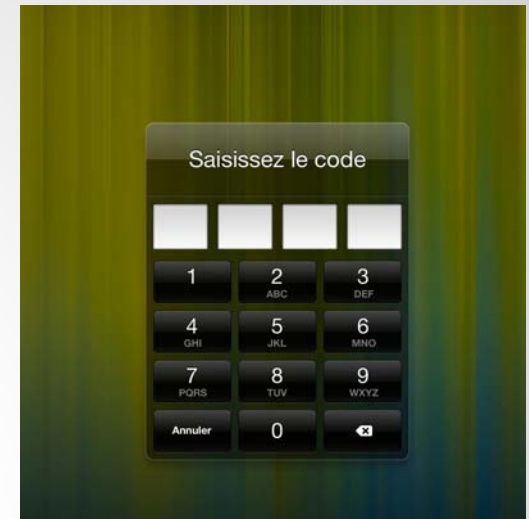 Saisissez le code
1 2 3
ABC DEF
4 5 6
GHI JKL MNO
7 8 9
PQRS TUV WXYZ
Annuler 0